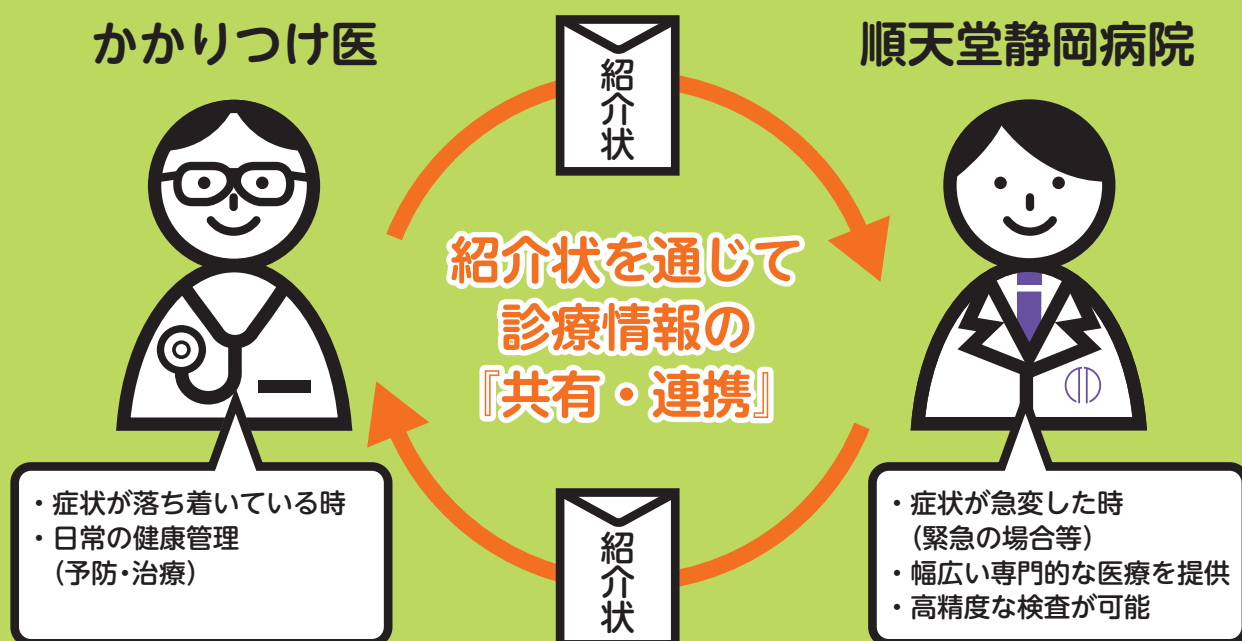 かかりつけ医
順天堂静岡病院
紹介状
紹介状を通じて
診療情報の
『共有・連携』
・症状が落ち着いている時
・日常の健康管理
（予防・治療）
紹介状
・症状が急変した時
（緊急の場合等）
・幅広い専門的な医療を提供
・高精度な検査が可能